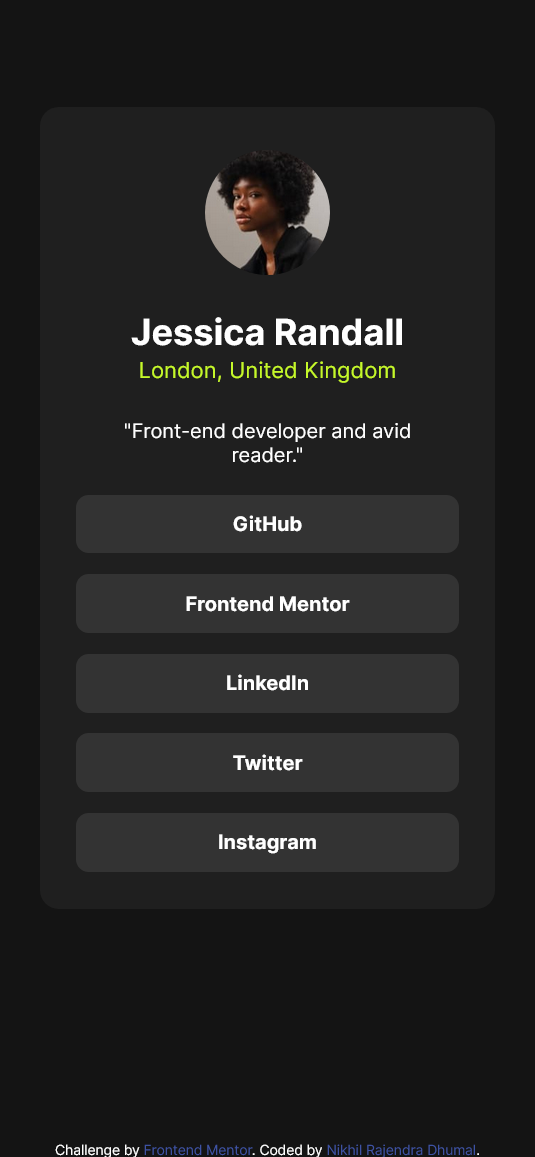 Jessica Randall
London, United Kingdom
"Front-end developer and avid
reader."
GitHub
Frontend Mentor
LinkedIn
Twitter
Instagram
Challenge by Frontend Mentor. Coded by Nikhil Rajendra Dhumal.